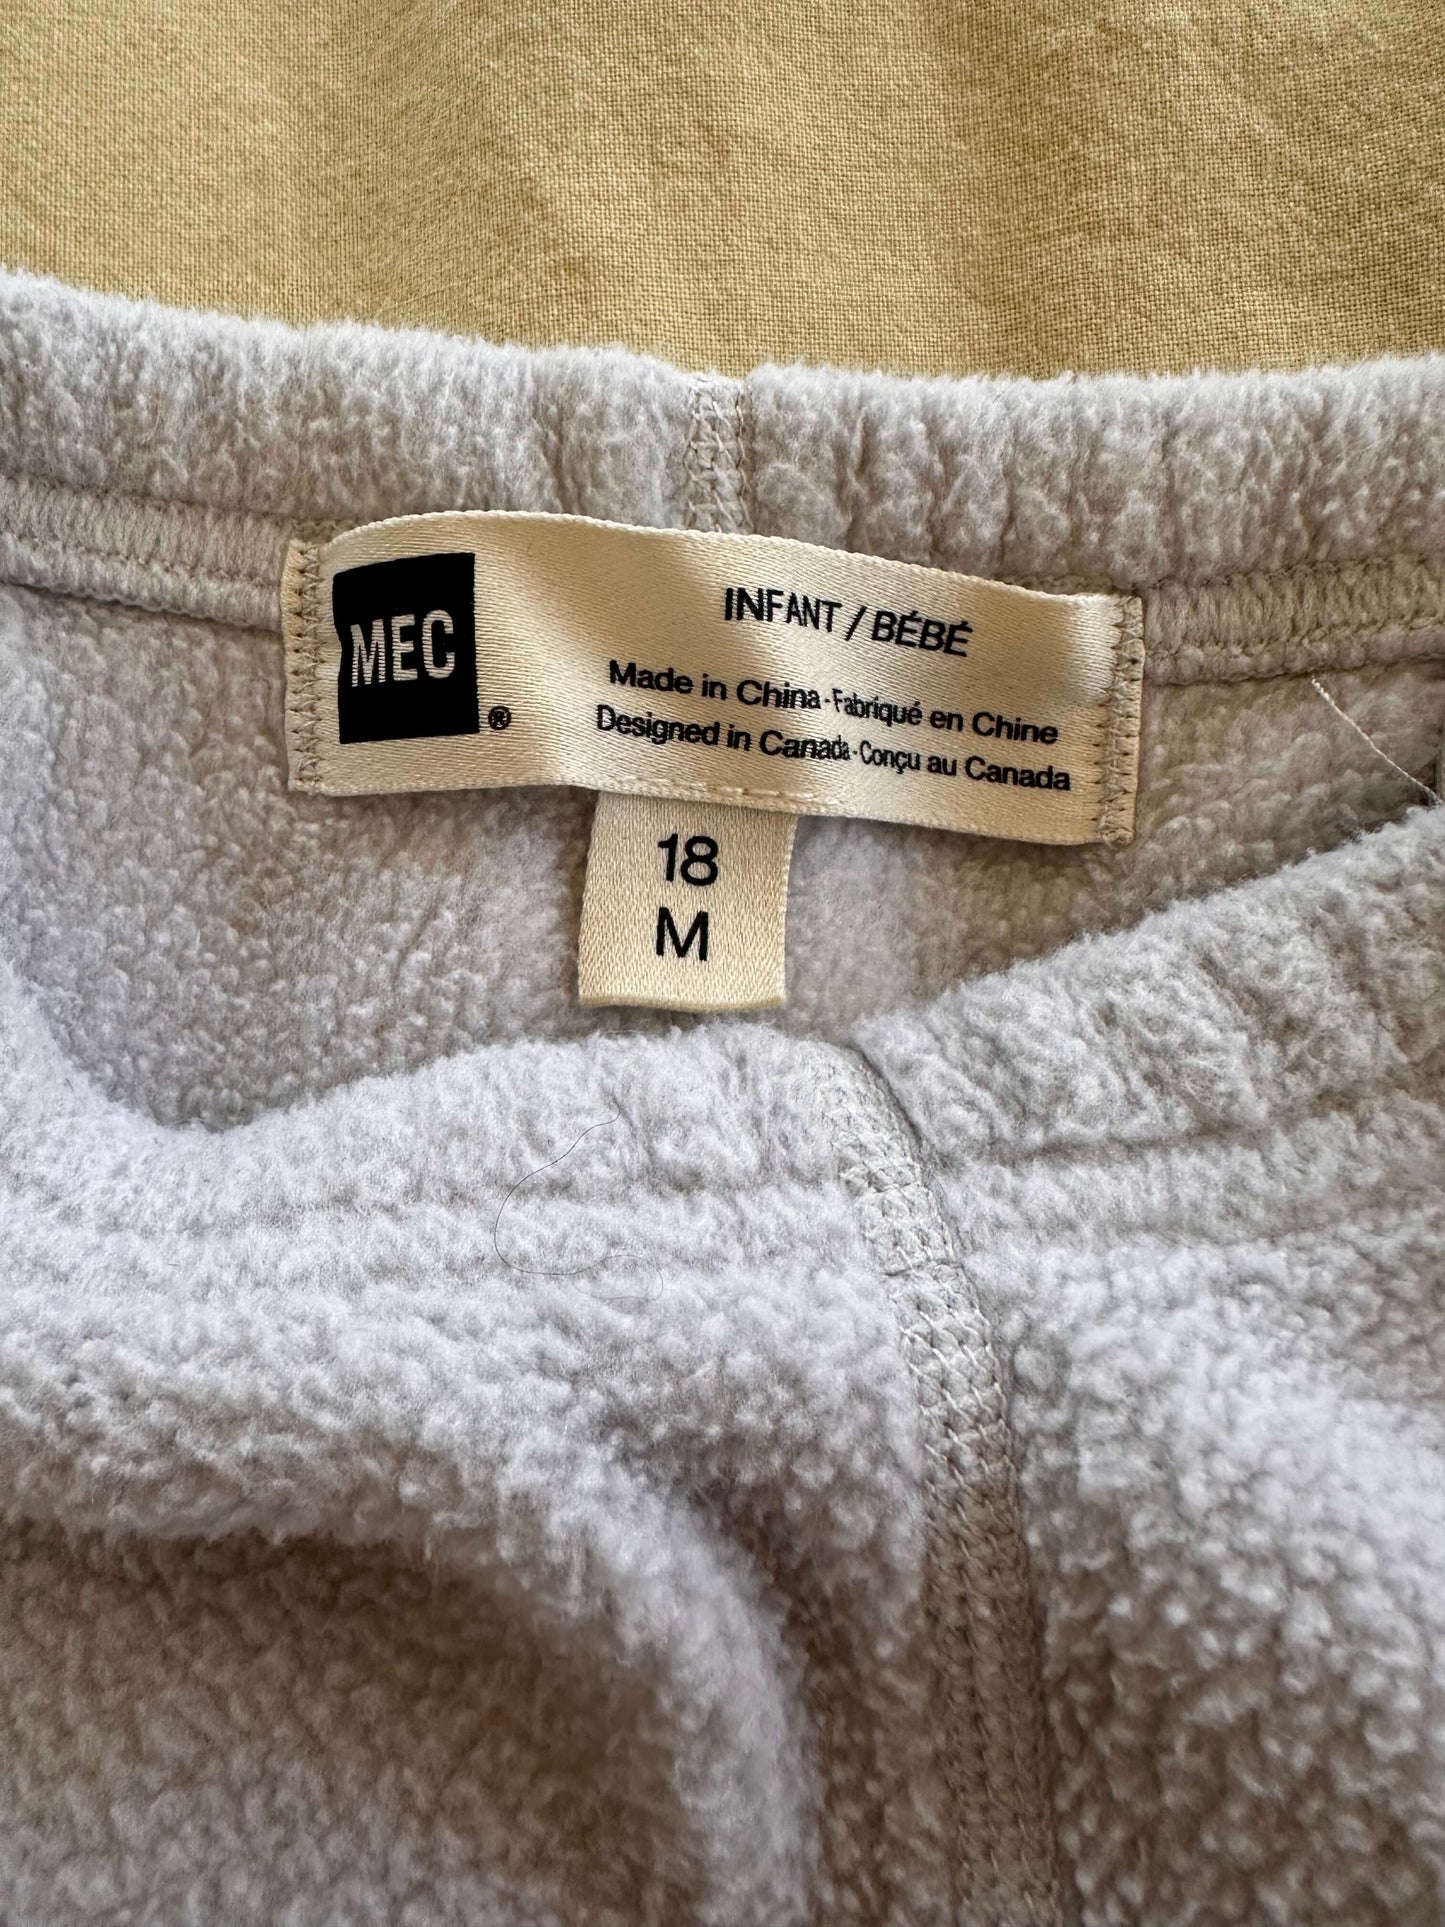 MEC®
INFANT / BÉBÉ
Made in China · Fabriqué en Chine
Designed in Canada · Conçu au Canada
18
M